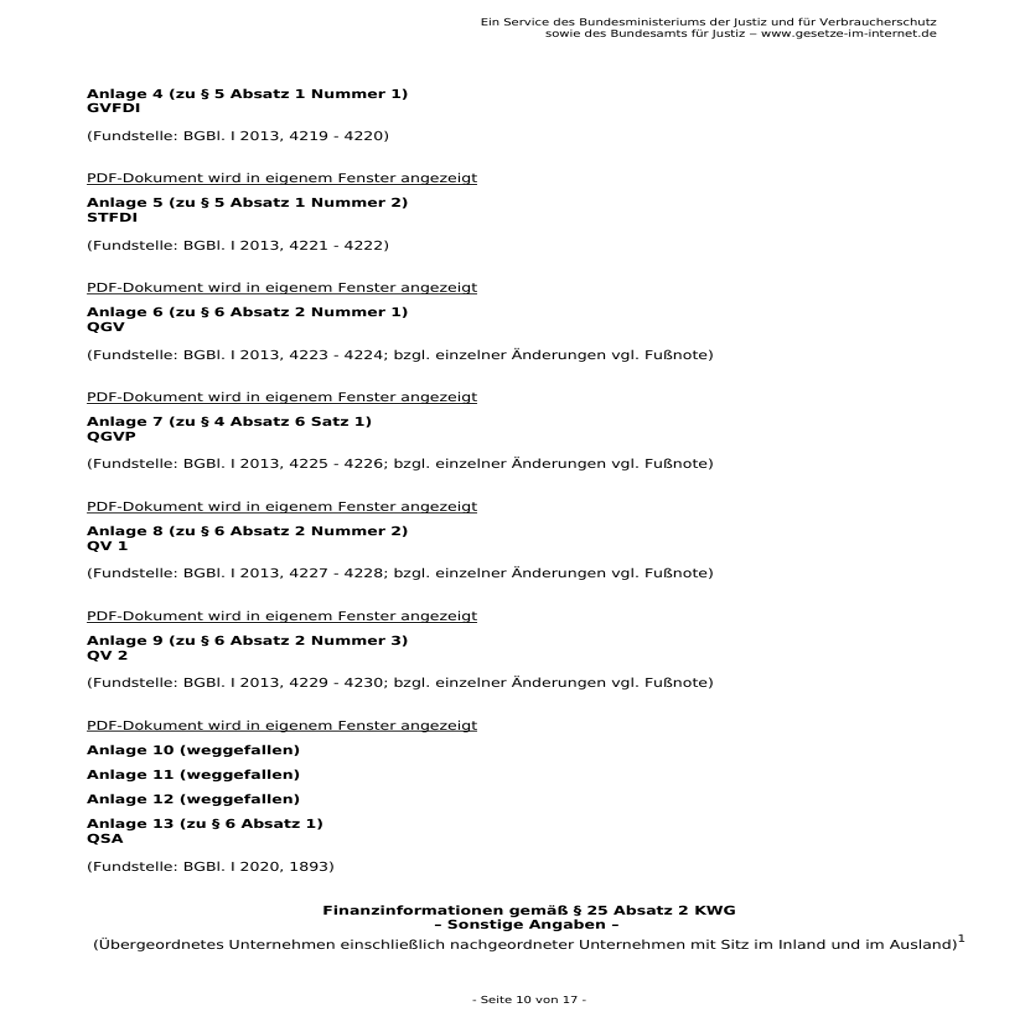 Ein Service des Bundesministeriums der Justiz und für Verbraucherschutz
sowie des Bundesamts für Justiz – www.gesetze-im-internet.de
Anlage 4 (zu § 5 Absatz 1 Nummer 1)
GVFDI
(Fundstelle: BGBl. I 2013, 4219 - 4220)
PDF-Dokument wird in eigenem Fenster angezeigt
Anlage 5 (zu § 5 Absatz 1 Nummer 2)
STFDI
(Fundstelle: BGBl. I 2013, 4221 - 4222)
PDF-Dokument wird in eigenem Fenster angezeigt
Anlage 6 (zu § 6 Absatz 2 Nummer 1)
QGV
(Fundstelle: BGBl. I 2013, 4223 - 4224; bzgl. einzelner Änderungen vgl. Fußnote)
PDF-Dokument wird in eigenem Fenster angezeigt
Anlage 7 (zu § 4 Absatz 6 Satz 1)
QGVP
(Fundstelle: BGBl. I 2013, 4225 - 4226; bzgl. einzelner Änderungen vgl. Fußnote)
PDF-Dokument wird in eigenem Fenster angezeigt
Anlage 8 (zu § 6 Absatz 2 Nummer 2)
QV 1
(Fundstelle: BGBl. I 2013, 4227 - 4228; bzgl. einzelner Änderungen vgl. Fußnote)
PDF-Dokument wird in eigenem Fenster angezeigt
Anlage 9 (zu § 6 Absatz 2 Nummer 3)
QV 2
(Fundstelle: BGBl. I 2013, 4229 - 4230; bzgl. einzelner Änderungen vgl. Fußnote)
PDF-Dokument wird in eigenem Fenster angezeigt
Anlage 10 (weggefallen)
Anlage 11 (weggefallen)
Anlage 12 (weggefallen)
Anlage 13 (zu § 6 Absatz 1)
QSA
(Fundstelle: BGBl. I 2020, 1893)
Finanzinformationen gemäß § 25 Absatz 2 KWG
– Sonstige Angaben –
(Übergeordnetes Unternehmen einschließlich nachgeordneter Unternehmen mit Sitz im Inland und im Ausland)¹
- Seite 10 von 17 -